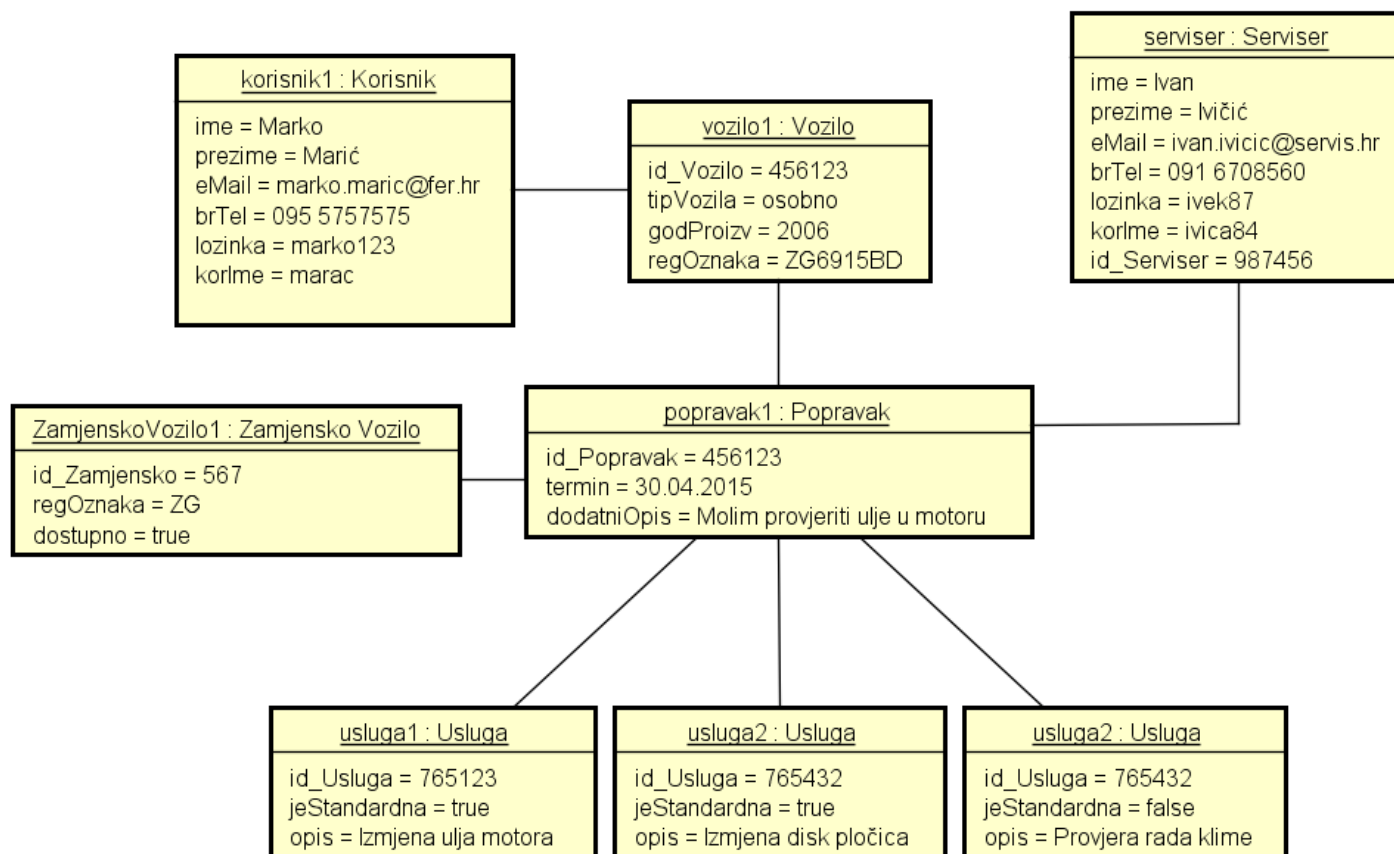 korisnik1 : Korisnik
ime = Marko
prezime = Marić
eMail = marko.maric@fer.hr
brTel = 095 5757575
lozinka = marko123
korIme = marac
vozilo1 : Vozilo
id_Vozilo = 456123
tipVozila = osobno
godProizv = 2006
regOznaka = ZG6915BD
serviser : Serviser
ime = Ivan
prezime = Ivičić
eMail = ivan.ivicic@servis.hr
brTel = 091 6708560
lozinka = ivek87
korIme = ivica84
id_Serviser = 987456
ZamjenskoVozilo1 : Zamjensko Vozilo
id_Zamjensko = 567
regOznaka = ZG
dostupno = true
popravak1 : Popravak
id_Popravak = 456123
termin = 30.04.2015
dodatniOpis = Molim provjeriti ulje u motoru
usluga1 : Usluga
id_Usluga = 765123
jeStandardna = true
opis = Izmjena ulja motora
usluga2 : Usluga
id_Usluga = 765432
jeStandardna = true
opis = Izmjena disk pločica
usluga2 : Usluga
id_Usluga = 765432
jeStandardna = false
opis = Provjera rada klime